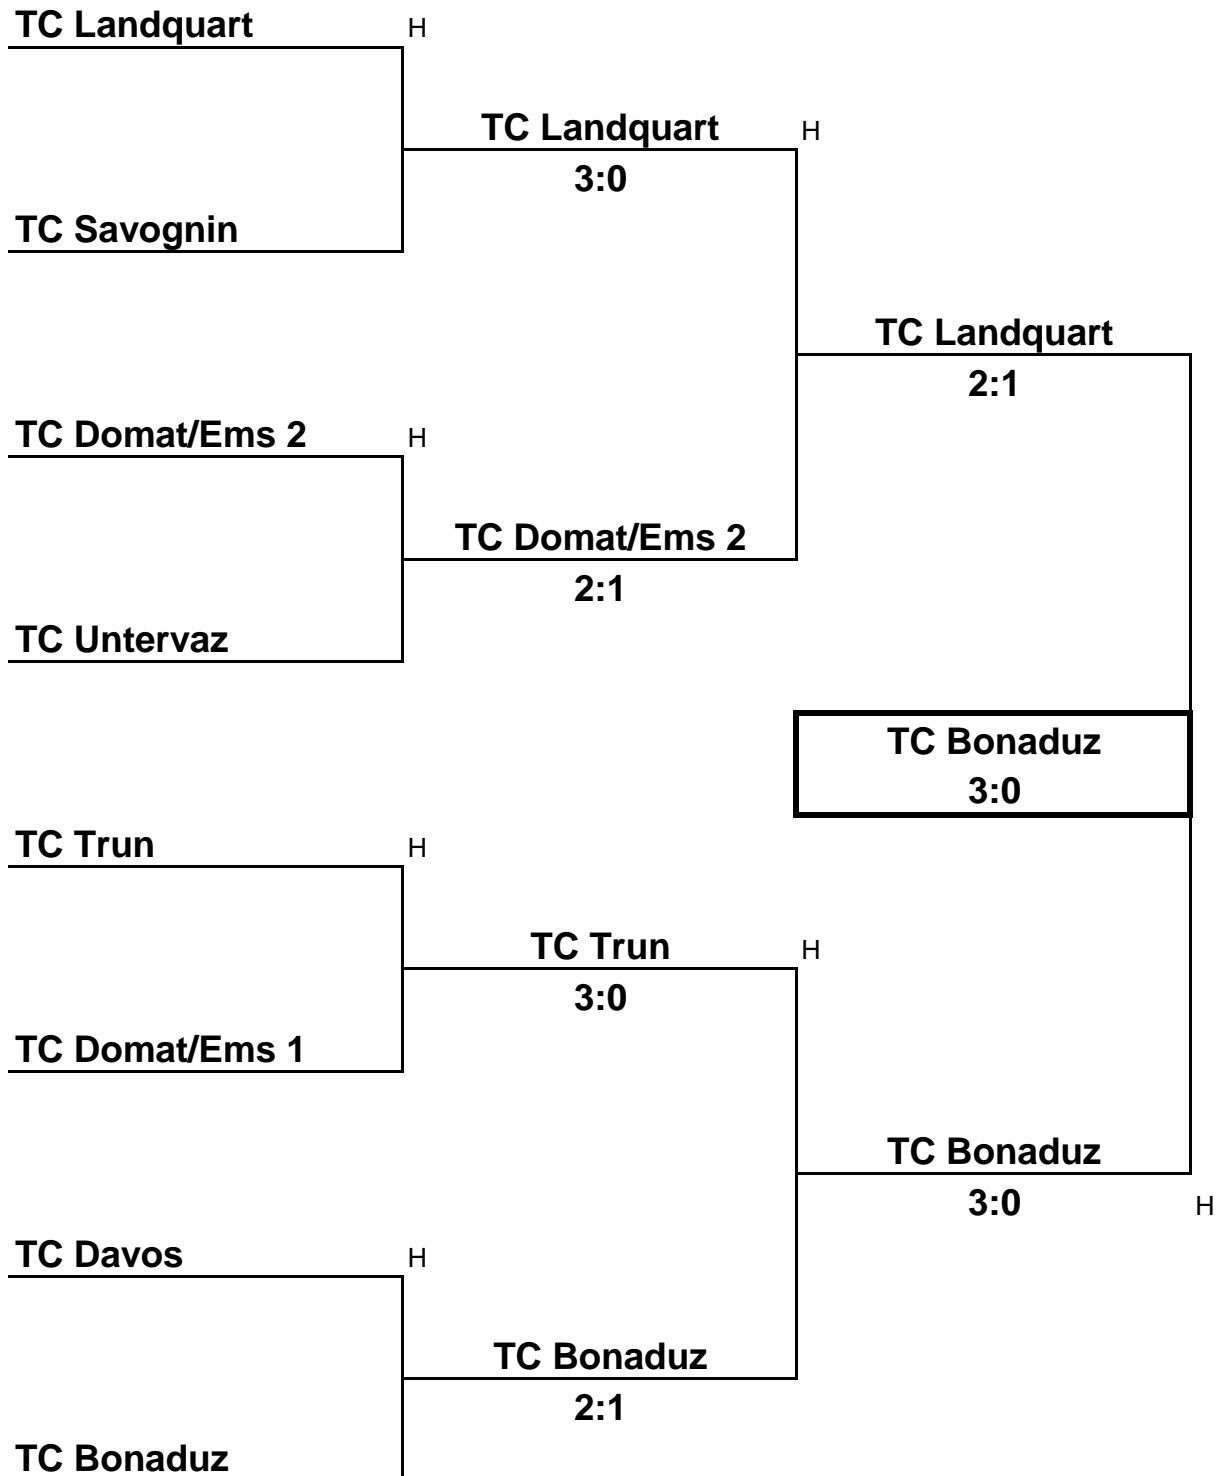 TC Landquart H
TC Landquart H
3:0
TC Savognin
TC Landquart
2:1
TC Domat/Ems 2 H
TC Domat/Ems 2
2:1
TC Untervaz
TC Bonaduz
3:0
TC Trun H
TC Trun H
3:0
TC Domat/Ems 1
TC Bonaduz
3:0 H
TC Davos H
TC Bonaduz
2:1
TC Bonaduz